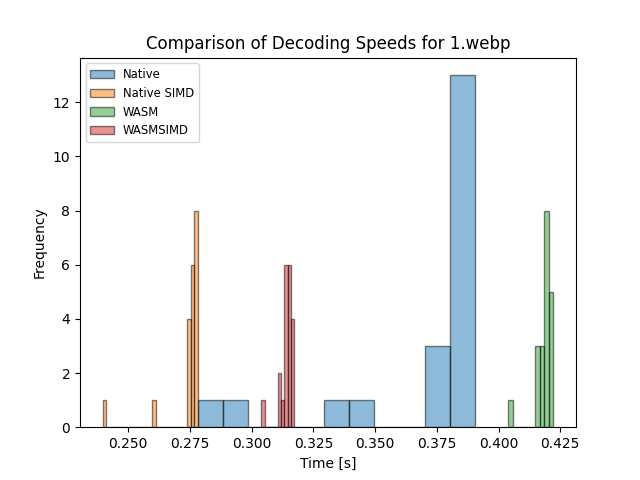 Comparison of Decoding Speeds for 1.webp
Native
Native SIMD
WASM
WASMSIMD
Frequency
12
10
8
6
4
2
0
0.250 0.275 0.300 0.325 0.350 0.375 0.400 0.425
Time [s]